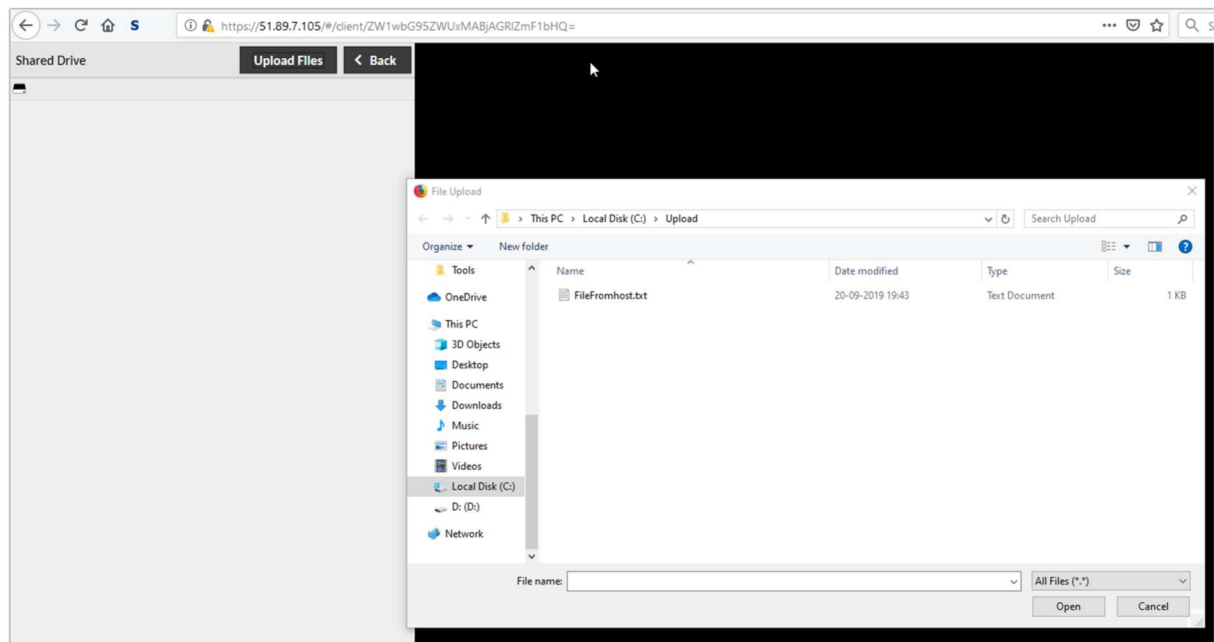 S https://51.89.7.105/#/client/ZW1wbG95ZWUxMABjAGRlZmF1bHQ= S
Shared Drive Upload Files Back
File Upload
This PC > Local Disk (C:) > Upload Search Upload
Organize New folder
Tools Name Date modified Type Size
OneDrive FileFromhost.txt 20-09-2019 19:43 Text Document 1 KB
This PC
3D Objects
Desktop
Documents
Downloads
Music
Pictures
Videos
Local Disk (C:)
D: (D:)
Network
File name: All Files (*.*)
Open Cancel